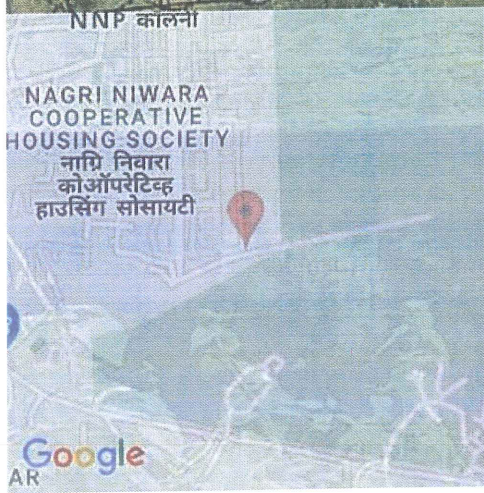 NNP कॉलनी
NAGRI NIWARA
COOPERATIVE
HOUSING SOCIETY
नाग्रि निवारा
कोऑपरेटिव्ह
हाउसिंग सोसायटी
Google
AR